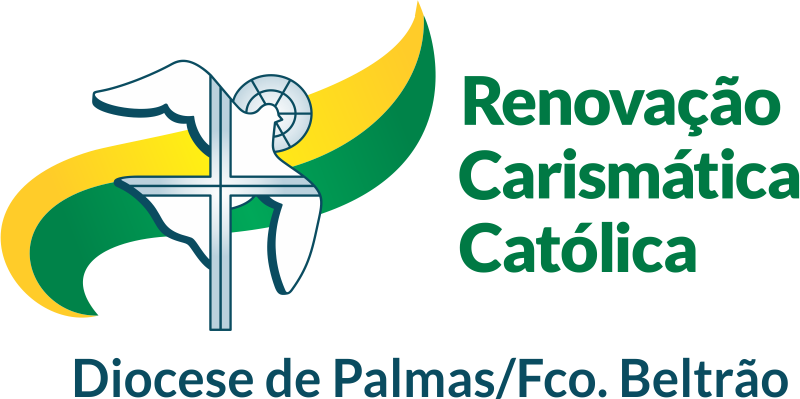 Renovação
Carismática
Católica
Diocese de Palmas/Fco. Beltrão